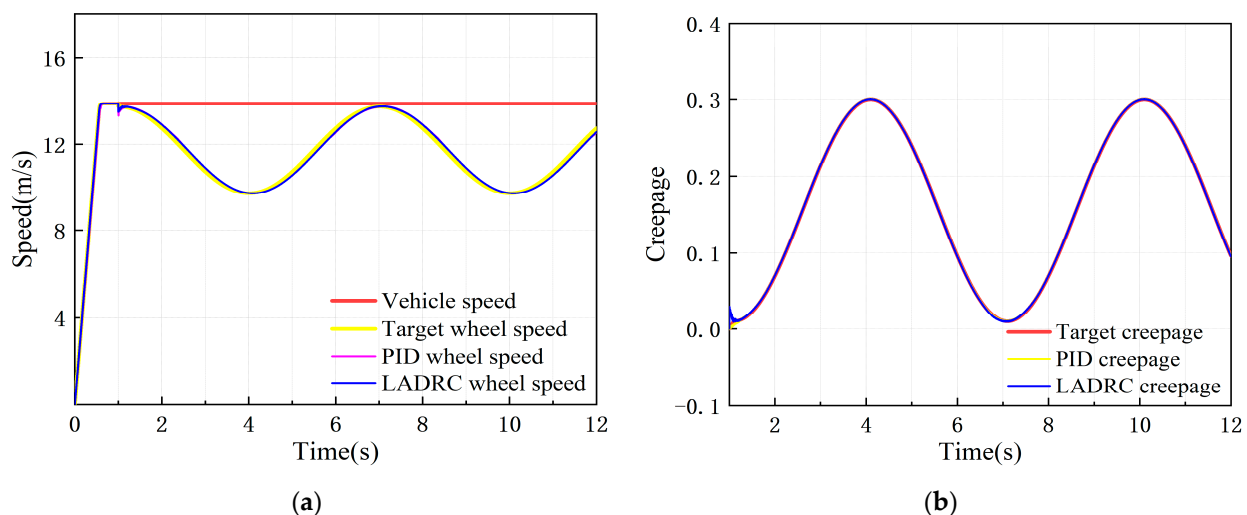 16
12
8
4
0 2 4 6 8 10 12
Speed(m/s)
Time(s)
Vehicle speed
Target wheel speed
PID wheel speed
LADRC wheel speed
(a)
0.4
0.3
0.2
0.1
0.0
-0.1
2 4 6 8 10 12
Creepage
Time(s)
Target creepage
PID creepage
LADRC creepage
(b)